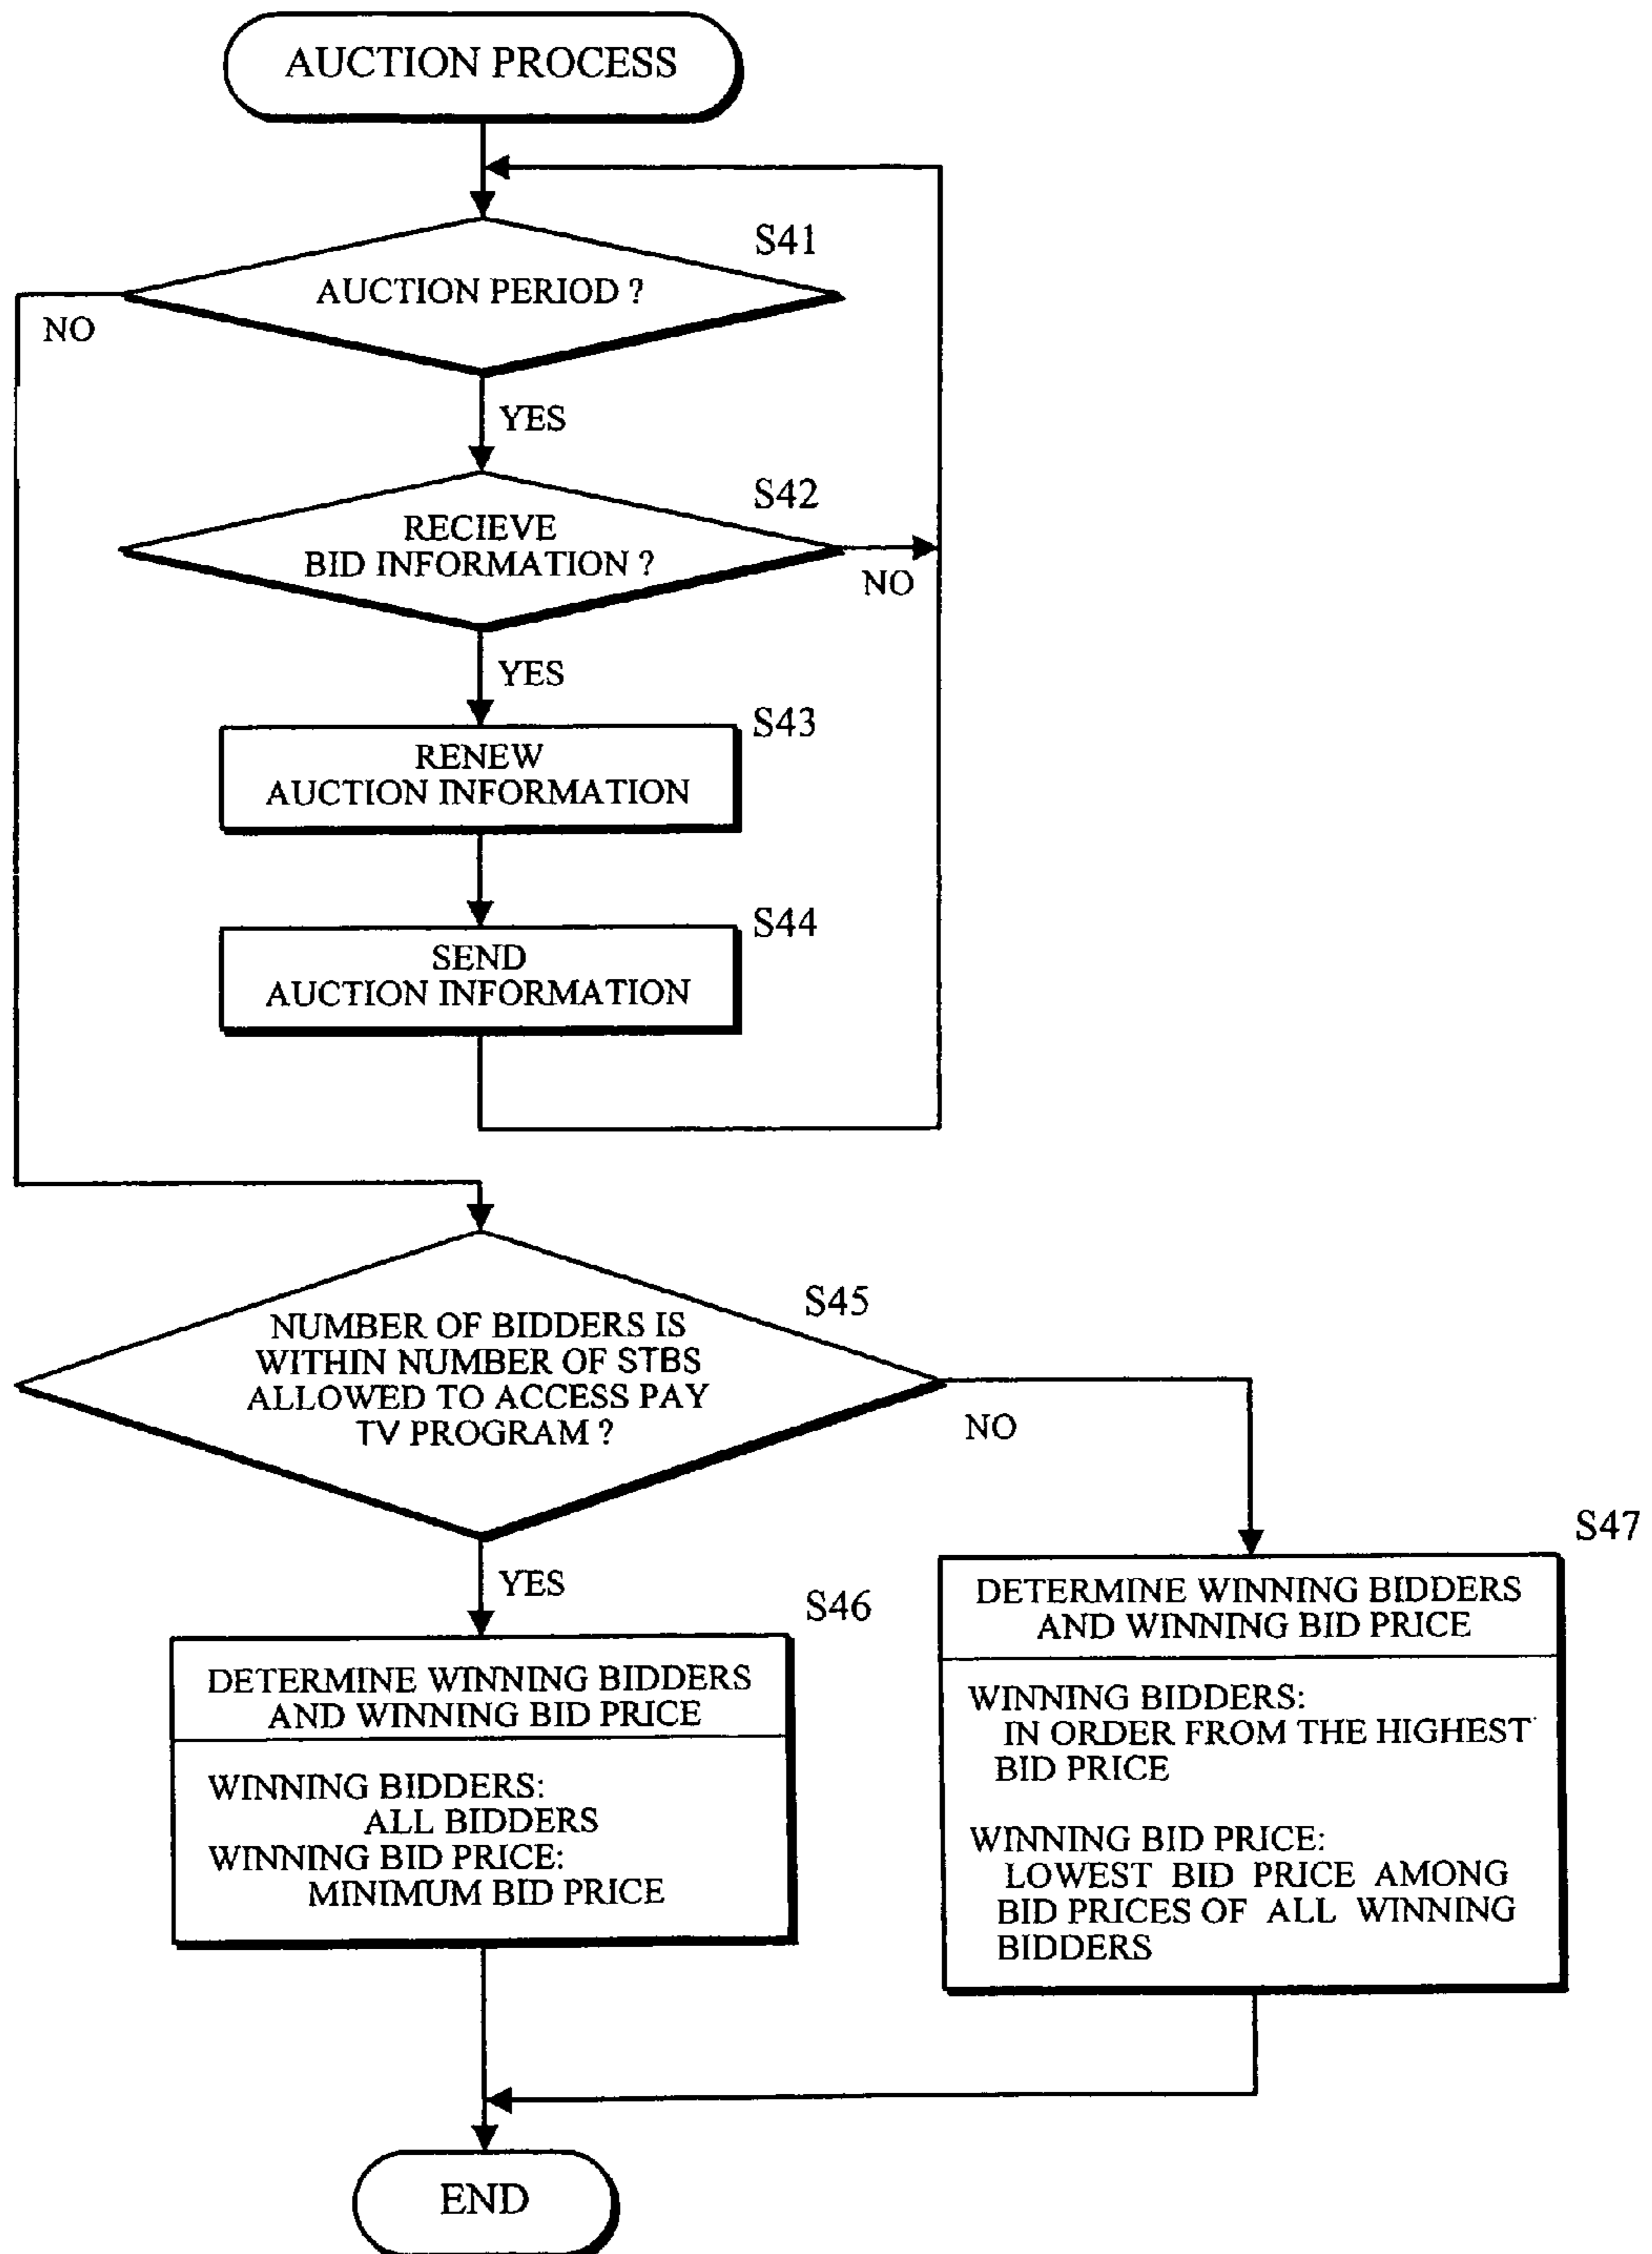 AUCTION PROCESS
S41
AUCTION PERIOD ?
NO
YES
S42
RECIEVE
BID INFORMATION ?
NO
YES
S43
RENEW
AUCTION INFORMATION
S44
SEND
AUCTION INFORMATION
S45
NUMBER OF BIDDERS IS
WITHIN NUMBER OF STBS
ALLOWED TO ACCESS PAY
TV PROGRAM ?
NO
YES
S46
DETERMINE WINNING BIDDERS
AND WINNING BID PRICE
WINNING BIDDERS:
ALL BIDDERS
WINNING BID PRICE:
MINIMUM BID PRICE
S47
DETERMINE WINNING BIDDERS
AND WINNING BID PRICE
WINNING BIDDERS:
IN ORDER FROM THE HIGHEST
BID PRICE
WINNING BID PRICE:
LOWEST BID PRICE AMONG
BID PRICES OF ALL WINNING
BIDDERS
END